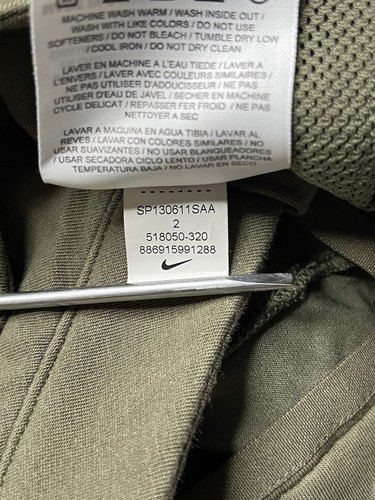 MACHINE WASH WARM / WASH INSIDE OUT /
WASH WITH LIKE COLORS / DO NOT USE
SOFTENERS / DO NOT BLEACH / TUMBLE DRY LOW
/ COOL IRON / DO NOT DRY CLEAN
LAVER EN MACHINE A L'EAU TIEDE / LAVER A
L'ENVERS / LAVER AVEC COULEURS SIMILAIRES /
NE PAS UTILISER D'ADOUCISSEUR / NE PAS
UTILISER D'EAU DE JAVEL / SECHER EN MACHINE
CYCLE DELICAT / REPASSER FER FROID / NE PAS
NETTOYER A SEC
LAVAR A MAQUINA EN AGUA TIBIA / LAVAR AL
REVES / LAVAR CON COLORES SIMILARES / NO
USAR SUAVIZANTES / NO USAR BLANQUEADORES
/ USAR SECADORA CICLO LENTO / USAR PLANCHA
TEMPERATURA BAJA / NO LAVAR EN SECO
SP130611SAA
2
518050-320
886915991288